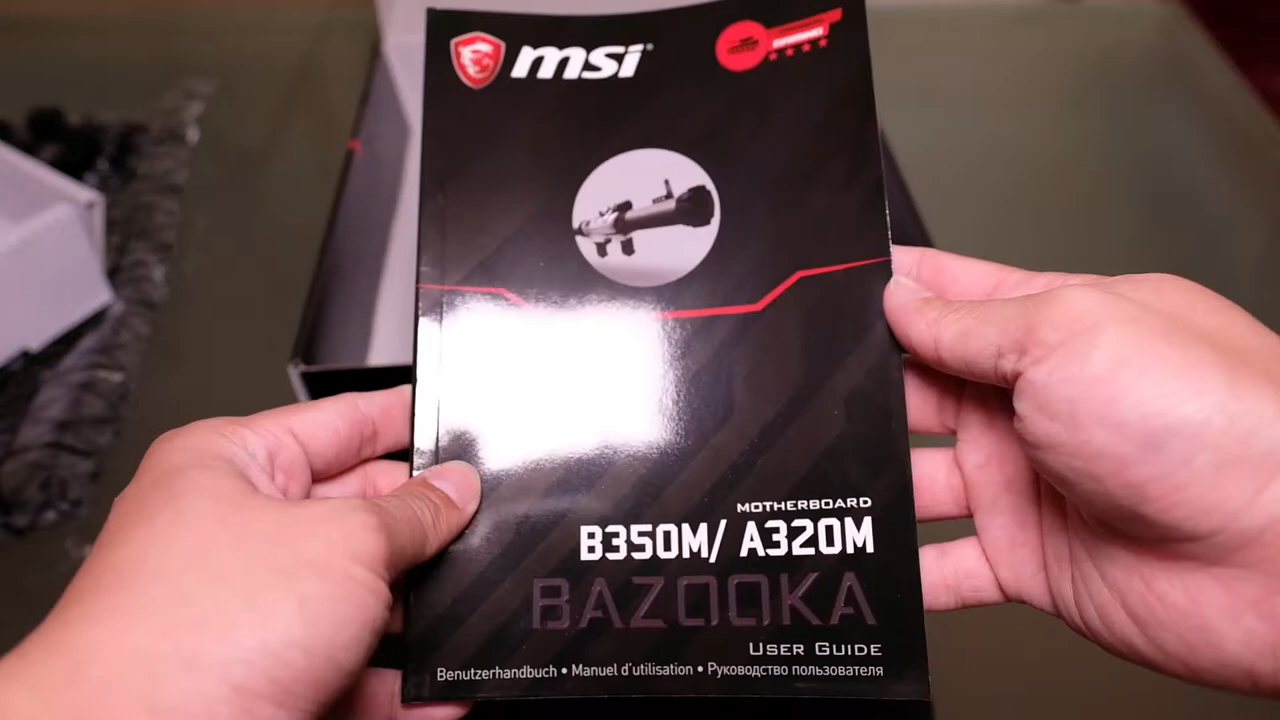 msi
MOTHERBOARD
B350M/ A320M
BAZOOKA
USER GUIDE
Benutzerhandbuch • Manuel d'utilisation • Руководство пользователя